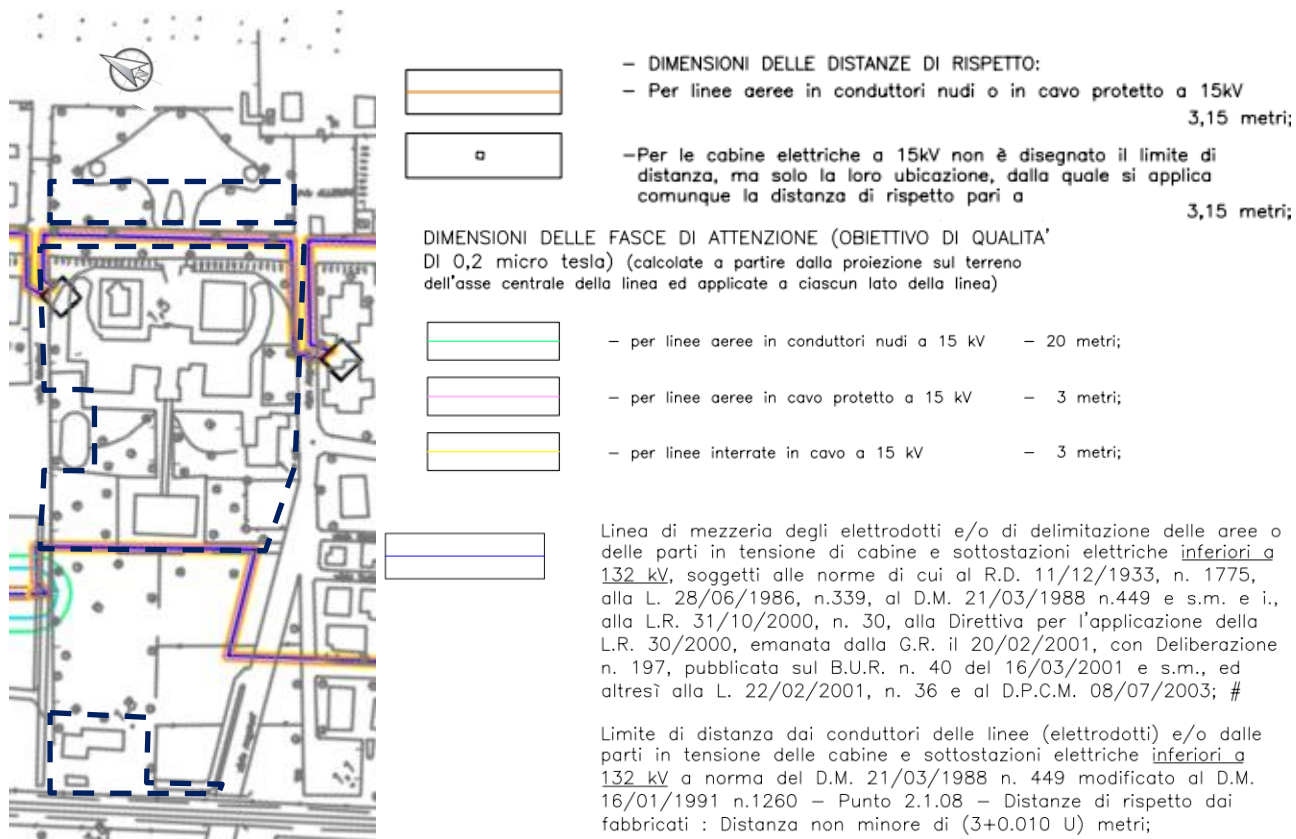 – DIMENSIONI DELLE DISTANZE DI RISPETTO:
– Per linee aeree in conduttori nudi o in cavo protetto a 15kV
3,15 metri;
–Per le cabine elettriche a 15kV non è disegnato il limite di
distanza, ma solo la loro ubicazione, dalla quale si applica
comunque la distanza di rispetto pari a
3,15 metri;
DIMENSIONI DELLE FASCE DI ATTENZIONE (OBIETTIVO DI QUALITA'
DI 0,2 micro tesla) (calcolate a partire dalla proiezione sul terreno
dell'asse centrale della linea ed applicate a ciascun lato della linea)
– per linee aeree in conduttori nudi a 15 kV – 20 metri;
– per linee aeree in cavo protetto a 15 kV – 3 metri;
– per linee interrate in cavo a 15 kV – 3 metri;
Linea di mezzeria degli elettrodotti e/o di delimitazione delle aree o
delle parti in tensione di cabine e sottostazioni elettriche inferiori a
132 kV, soggetti alle norme di cui al R.D. 11/12/1933, n. 1775,
alla L. 28/06/1986, n.339, al D.M. 21/03/1988 n.449 e s.m. e i.,
alla L.R. 31/10/2000, n. 30, alla Direttiva per l'applicazione della
L.R. 30/2000, emanata dalla G.R. il 20/02/2001, con Deliberazione
n. 197, pubblicata sul B.U.R. n. 40 del 16/03/2001 e s.m., ed
altresì alla L. 22/02/2001, n. 36 e al D.P.C.M. 08/07/2003; #
Limite di distanza dai conduttori delle linee (elettrodotti) e/o dalle
parti in tensione delle cabine e sottostazioni elettriche inferiori a
132 kV a norma del D.M. 21/03/1988 n. 449 modificato al D.M.
16/01/1991 n.1260 – Punto 2.1.08 – Distanze di rispetto dai
fabbricati : Distanza non minore di (3+0.010 U) metri;